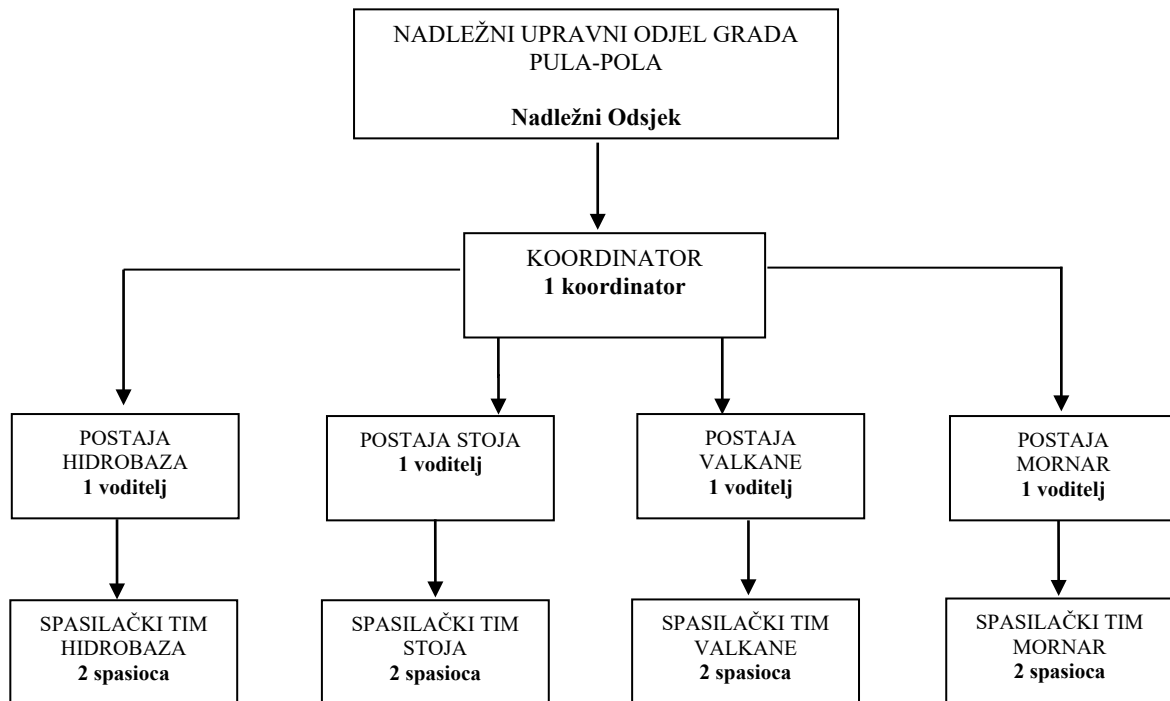 NADLEŽNI UPRAVNI ODJEL GRADA
PULA-POLA
Nadležni Odsjek
KOORDINATOR
1 koordinator
POSTAJA
HIDROBAZA
1 voditelj
POSTAJA STOJA
1 voditelj
POSTAJA
VALKANE
1 voditelj
POSTAJA
MORNAR
1 voditelj
SPASILAČKI TIM
HIDROBAZA
2 spasioca
SPASILAČKI TIM
STOJA
2 spasioca
SPASILAČKI TIM
VALKANE
2 spasioca
SPASILAČKI TIM
MORNAR
2 spasioca